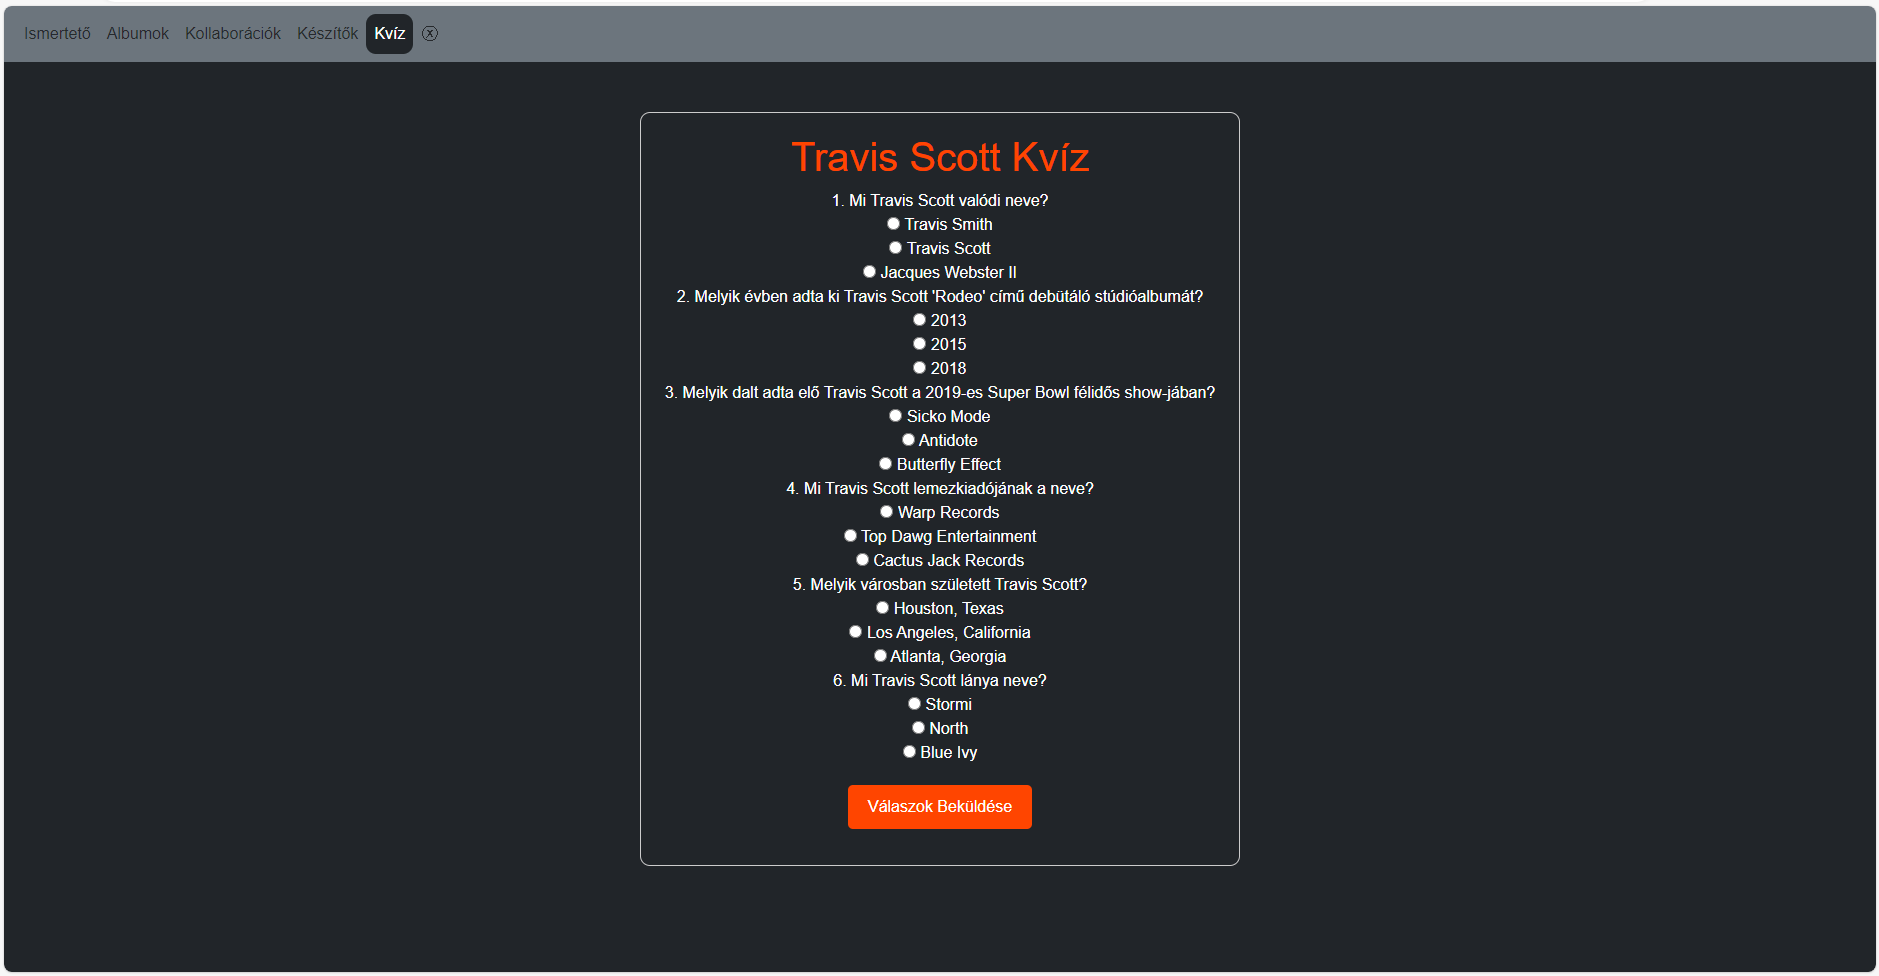 Ismertető Albumok Kollaborációk Készítők Kvíz ⓧ
Travis Scott Kvíz
1. Mi Travis Scott valódi neve?
Travis Smith
Travis Scott
Jacques Webster II
2. Melyik évben adta ki Travis Scott 'Rodeo' című debütáló stúdióalbumát?
2013
2015
2018
3. Melyik dalt adta elő Travis Scott a 2019-es Super Bowl félidős show-jában?
Sicko Mode
Antidote
Butterfly Effect
4. Mi Travis Scott lemezkiadójának a neve?
Warp Records
Top Dawg Entertainment
Cactus Jack Records
5. Melyik városban született Travis Scott?
Houston, Texas
Los Angeles, California
Atlanta, Georgia
6. Mi Travis Scott lánya neve?
Stormi
North
Blue Ivy
Válaszok Beküldése